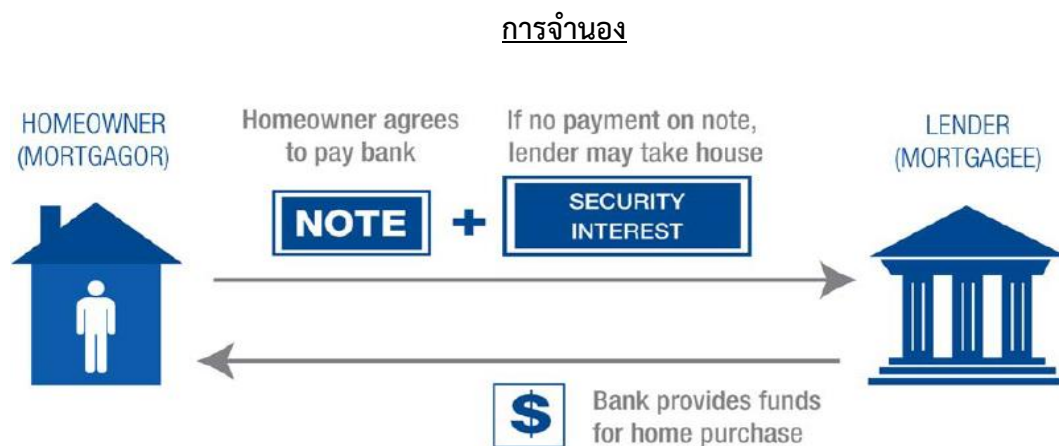 การจำนอง
HOMEOWNER
(MORTGAGOR)
Homeowner agrees
to pay bank
NOTE
+
If no payment on note,
lender may take house
SECURITY
INTEREST
LENDER
(MORTGAGEE)
$
Bank provides funds
for home purchase